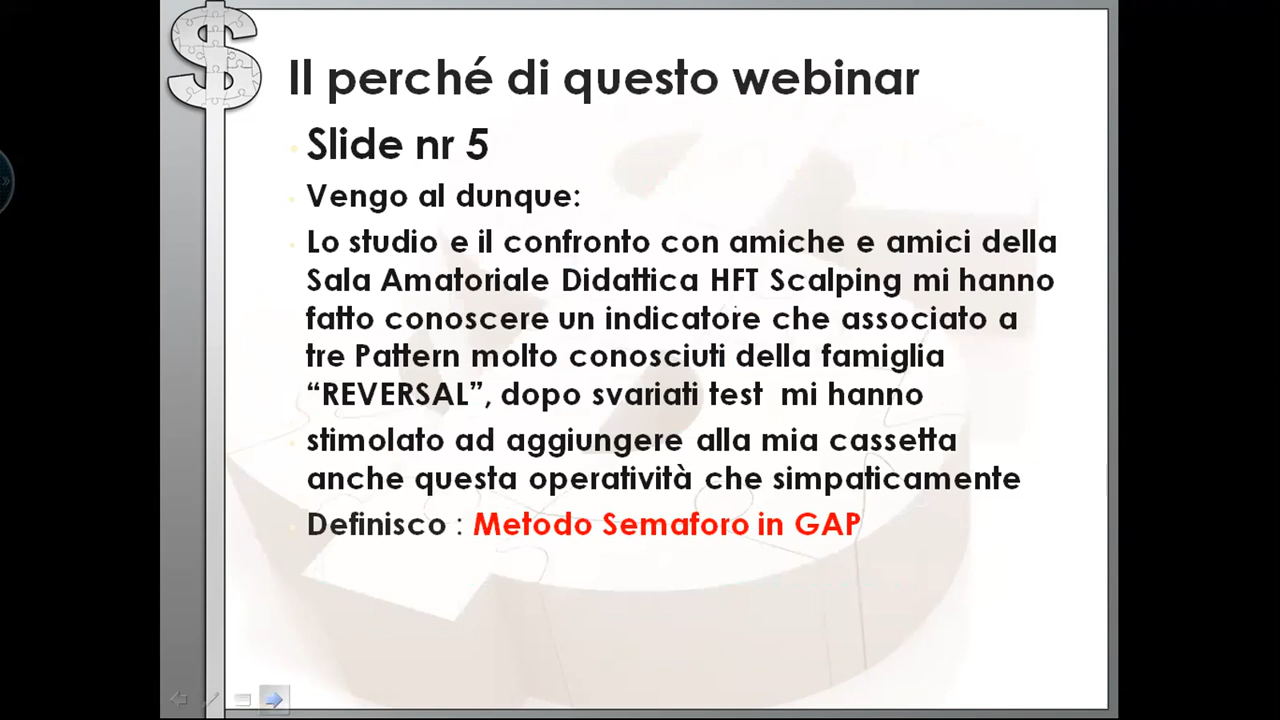 Il perché di questo webinar
Slide nr 5
Vengo al dunque:
Lo studio e il confronto con amiche e amici della
Sala Amatoriale Didattica HFT Scalping mi hanno
fatto conoscere un indicatore che associato a
tre Pattern molto conosciuti della famiglia
“REVERSAL”, dopo svariati test mi hanno
stimolato ad aggiungere alla mia cassetta
anche questa operatività che simpaticamente
Definisco : Metodo Semaforo in GAP